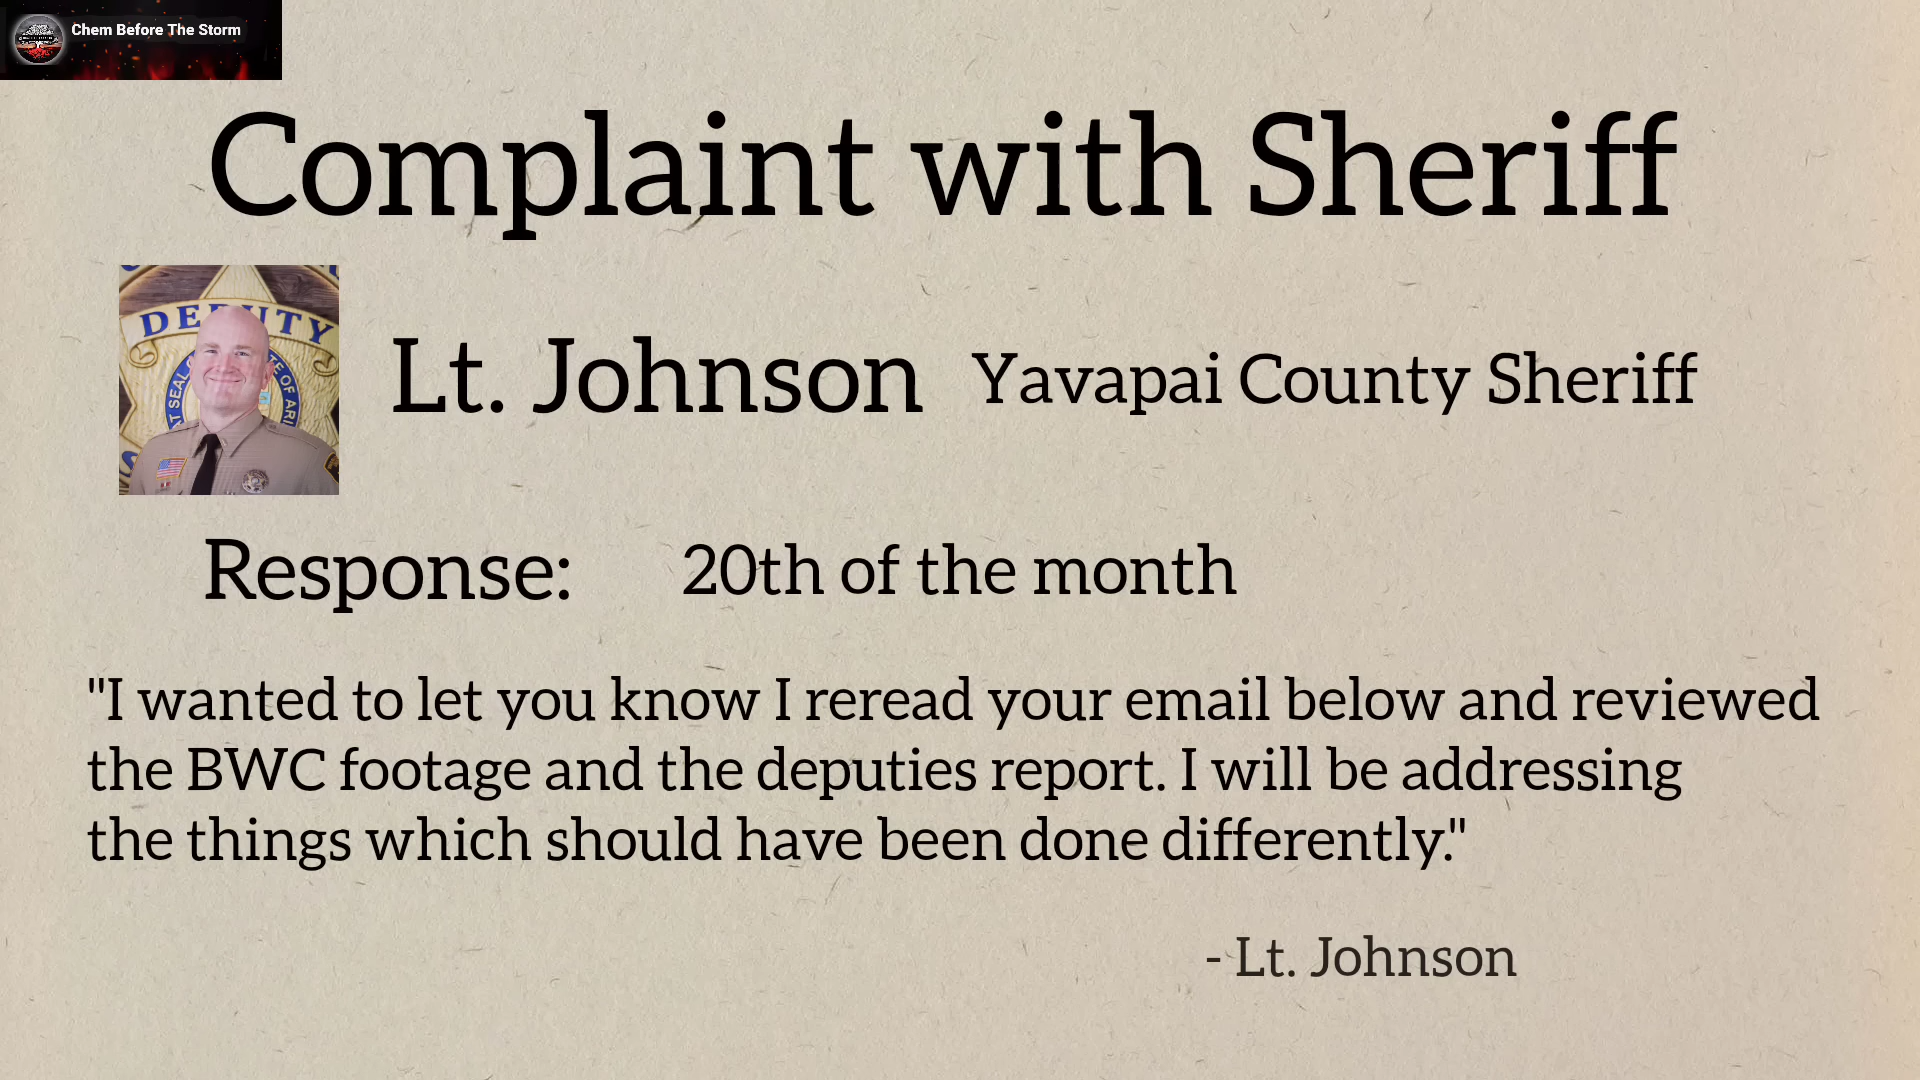 Chem Before The Storm
Complaint with Sheriff
DEPUTY
Lt. Johnson Yavapai County Sheriff
Response: 20th of the month
"I wanted to let you know I reread your email below and reviewed
the BWC footage and the deputies report. I will be addressing
the things which should have been done differently."
- Lt. Johnson